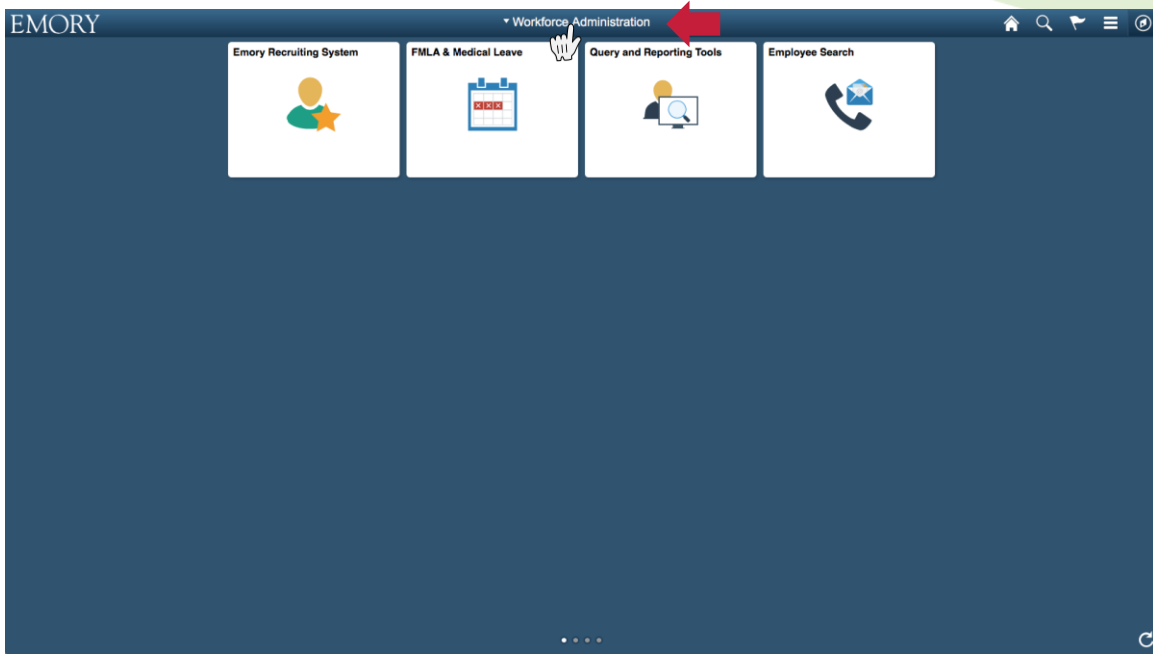 EMORY
Workforce Administration
Emory Recruiting System
FMLA & Medical Leave
Query and Reporting Tools
Employee Search